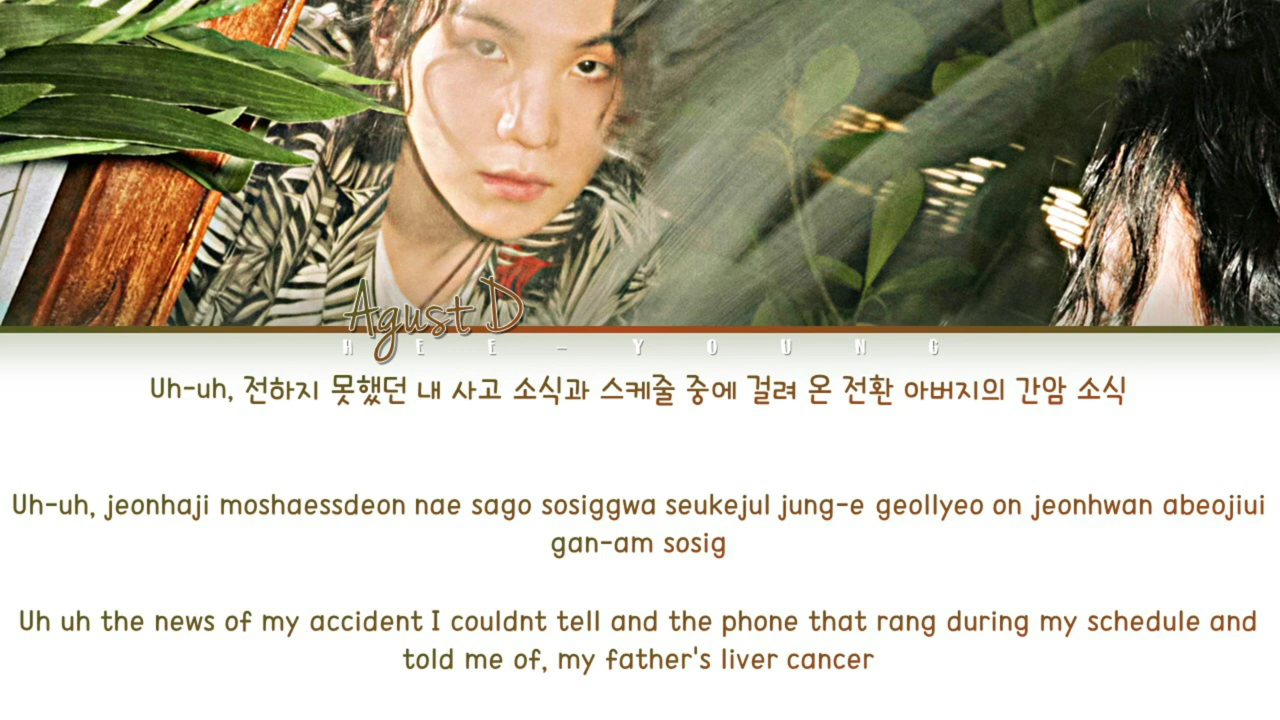 Agust D
HEE-YOUNG
Uh-uh, 전하지 못했던 내 사고 소식과 스케줄 중에 걸려 온 전환 아버지의 간암 소식
Uh-uh, jeonhaji moshaessdeon nae sago sosiggwa seukejul jung-e geollyeo on jeonhwan abeojiui
gan-am sosig
Uh uh the news of my accident I couldnt tell and the phone that rang during my schedule and
told me of, my father's liver cancer